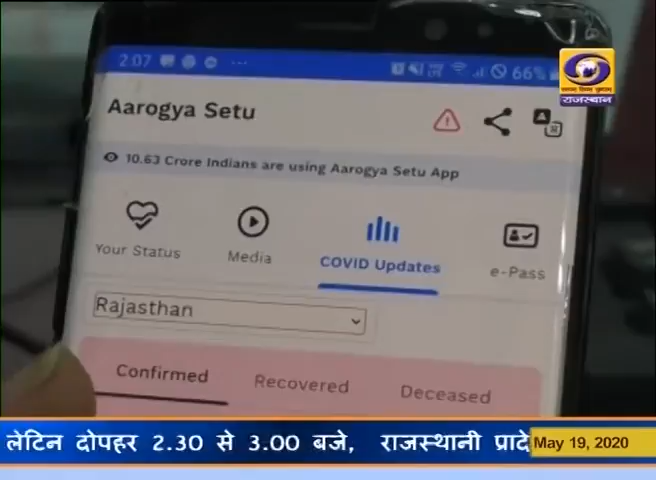 2:07
66%
Aarogya Setu
राजस्थान
10.63 Crore Indians are using Aarogya Setu App
Your Status
Media
COVID Updates
e-Pass
Rajasthan
Confirmed
Recovered
Deceased
लेटिन दोपहर 2.30 से 3.00 बजे, राजस्थानी प्रादे
May 19, 2020